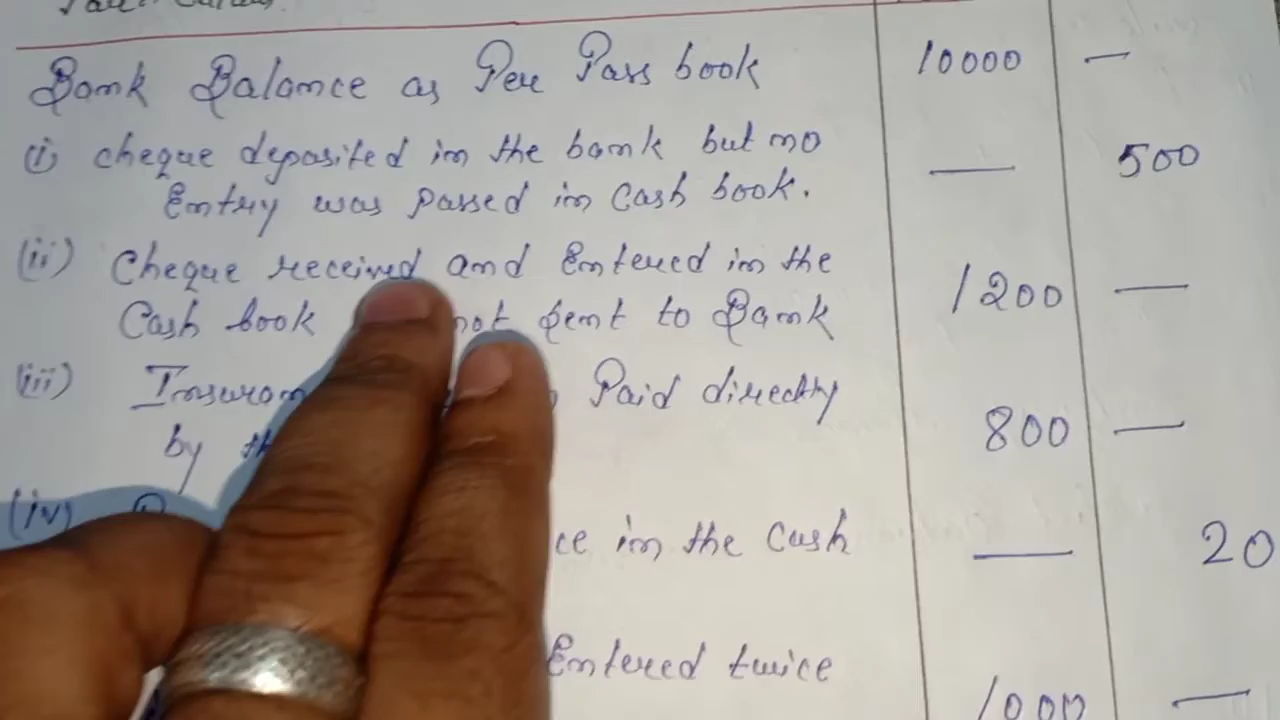 Bank Balance as Per Pass book 10000 —
(i) cheque deposited in the bank but no
Entry was passed in Cash book. — 500
(ii) Cheque received and Entered in the
Cash book not sent to Bank 1200 —
(iii) Paid directly
by 800 —
(iv) in the Cash — 20
Entered twice
1000 —